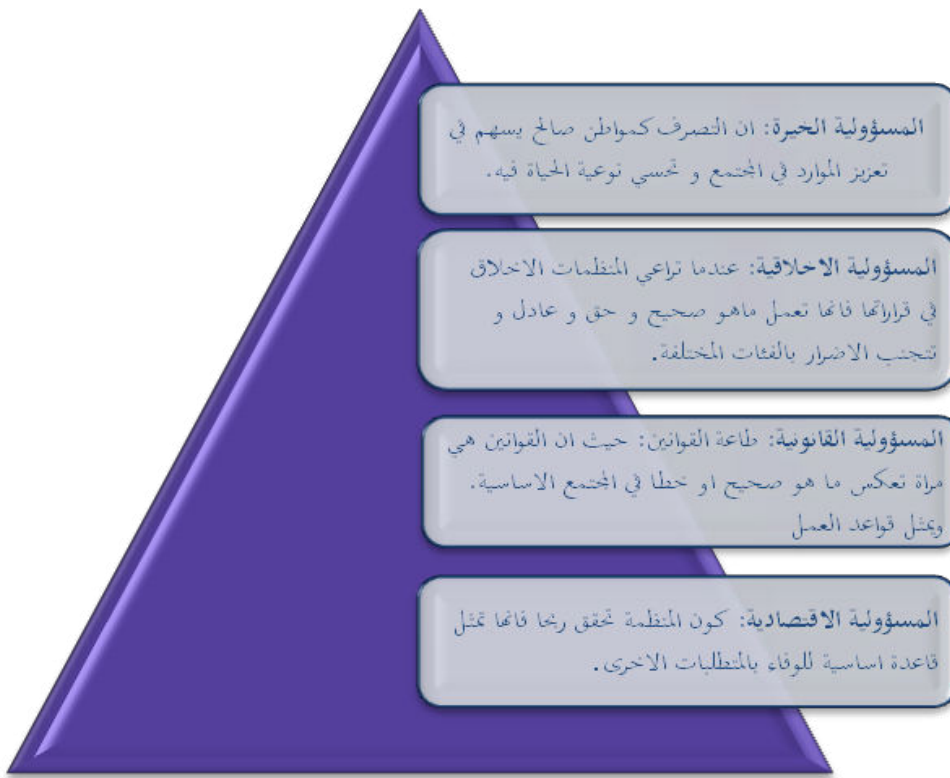 المسؤولية الخيرة: ان التصرف كمواطن صالح يسهم في
تعزيز الموارد في المجتمع و تحسي نوعية الحياة فيه.
المسؤولية الاخلاقية: عندما تراعي المنظمات الاخلاق
في قراراتها فانها تعمل ماهو صحيح و حق و عادل و
تتجنب الاضرار بالفئات المختلفة.
المسؤولية القانونية: طاعة القوانين: حيث ان القوانين هي
مراة تعكس ما هو صحيح او خطا في المجتمع الاساسية.
ويمثل قواعد العمل
المسؤولية الاقتصادية: كون المنظمة تحقق ربحا فانها تمثل
قاعدة اساسية للوفاء بالمتطلبات الاخرى.